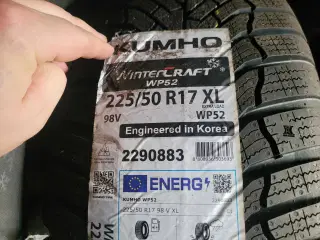 KUMHO
WINTERCRAFT
WP52
225/50 R17 XL
98V
WP52
Engineered in Korea
2290883
ENERG
KUMHO WP52
225/50 R17 98 V XL